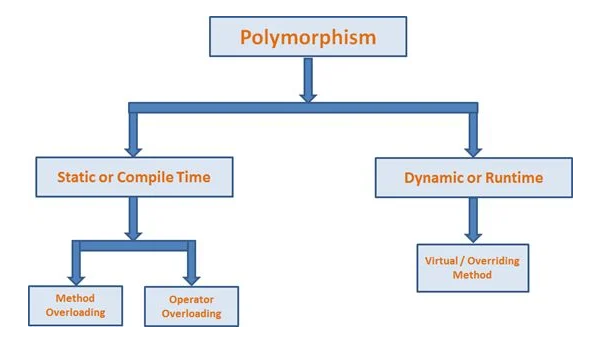 Polymorphism
Static or Compile Time
Dynamic or Runtime
Virtual / Overriding
Method
Method
Overloading
Operator
Overloading